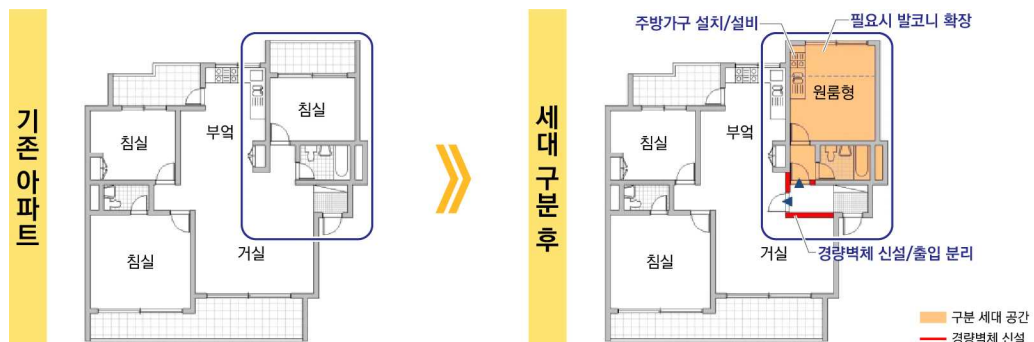 기존 아파트
침실
부엌
침실
침실
거실
세대 구분 후
주방가구 설치/설비
필요시 발코니 확장
원룸형
침실
부엌
침실
거실
경량벽체 신설/출입 분리
구분 세대 공간
경량벽체 신설